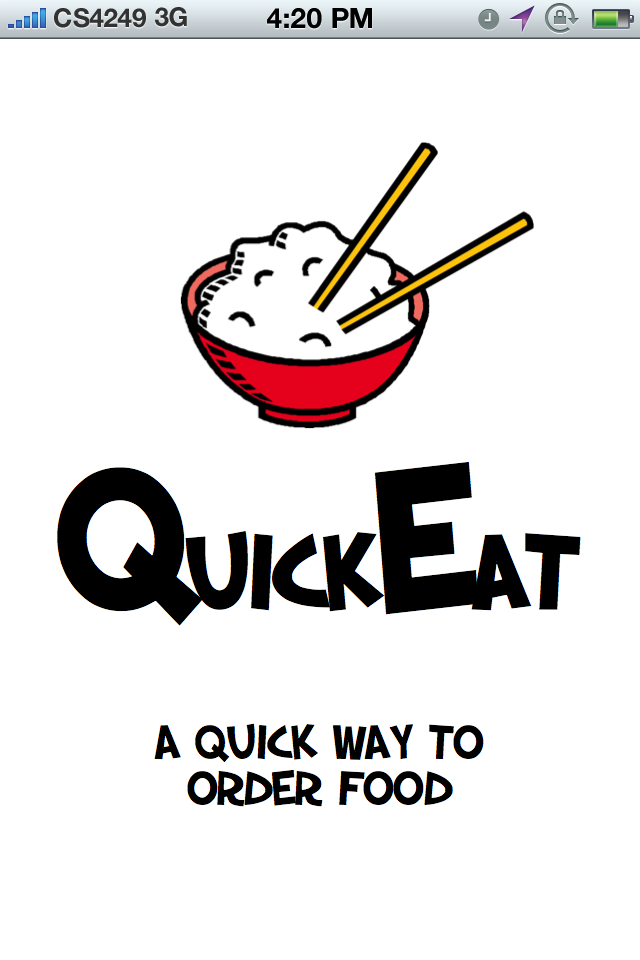 CS4249 3G 4:20 PM
QUICKEAT
A QUICK WAY TO
ORDER FOOD